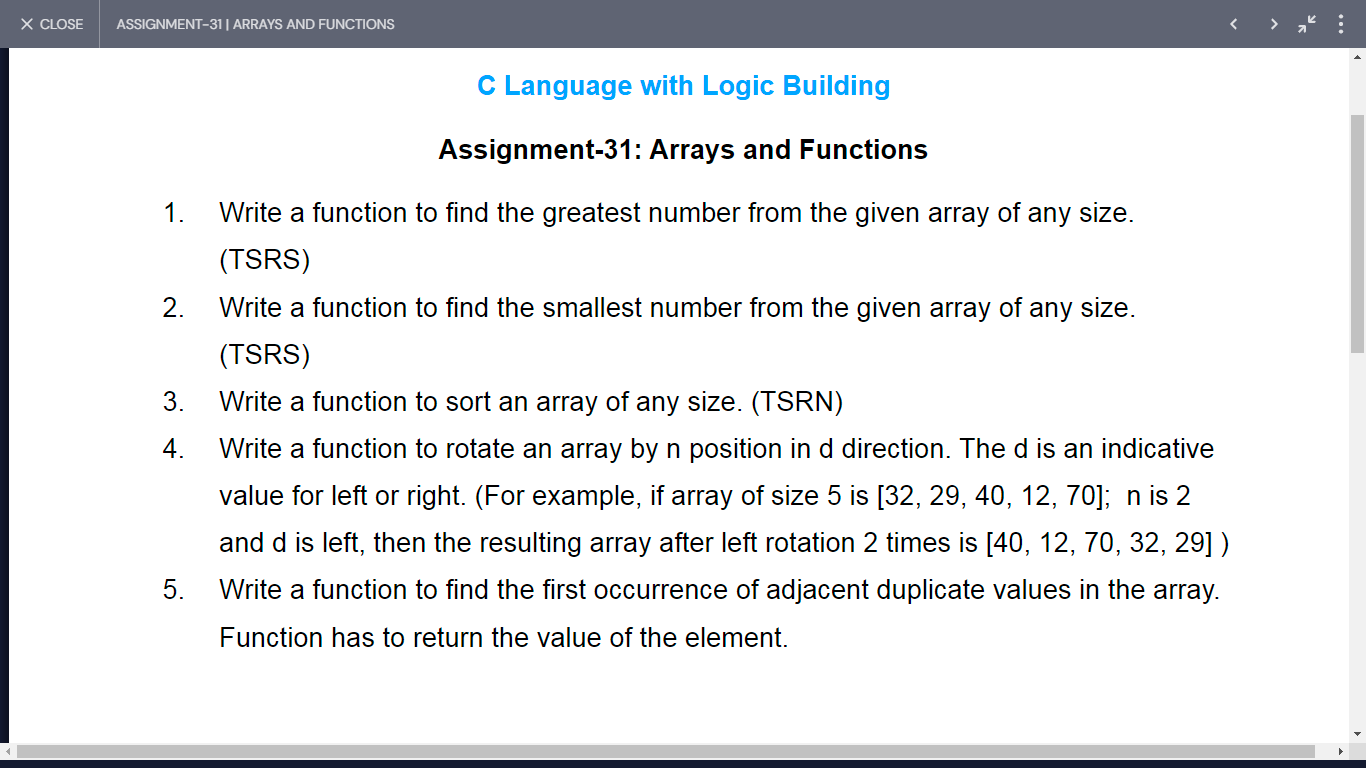 CLOSE
ASSIGNMENT-31 | ARRAYS AND FUNCTIONS
C Language with Logic Building
Assignment-31: Arrays and Functions
1. Write a function to find the greatest number from the given array of any size.
(TSRS)
2. Write a function to find the smallest number from the given array of any size.
(TSRS)
3. Write a function to sort an array of any size. (TSRN)
4. Write a function to rotate an array by n position in d direction. The d is an indicative
value for left or right. (For example, if array of size 5 is [32, 29, 40, 12, 70]; n is 2
and d is left, then the resulting array after left rotation 2 times is [40, 12, 70, 32, 29] )
5. Write a function to find the first occurrence of adjacent duplicate values in the array.
Function has to return the value of the element.